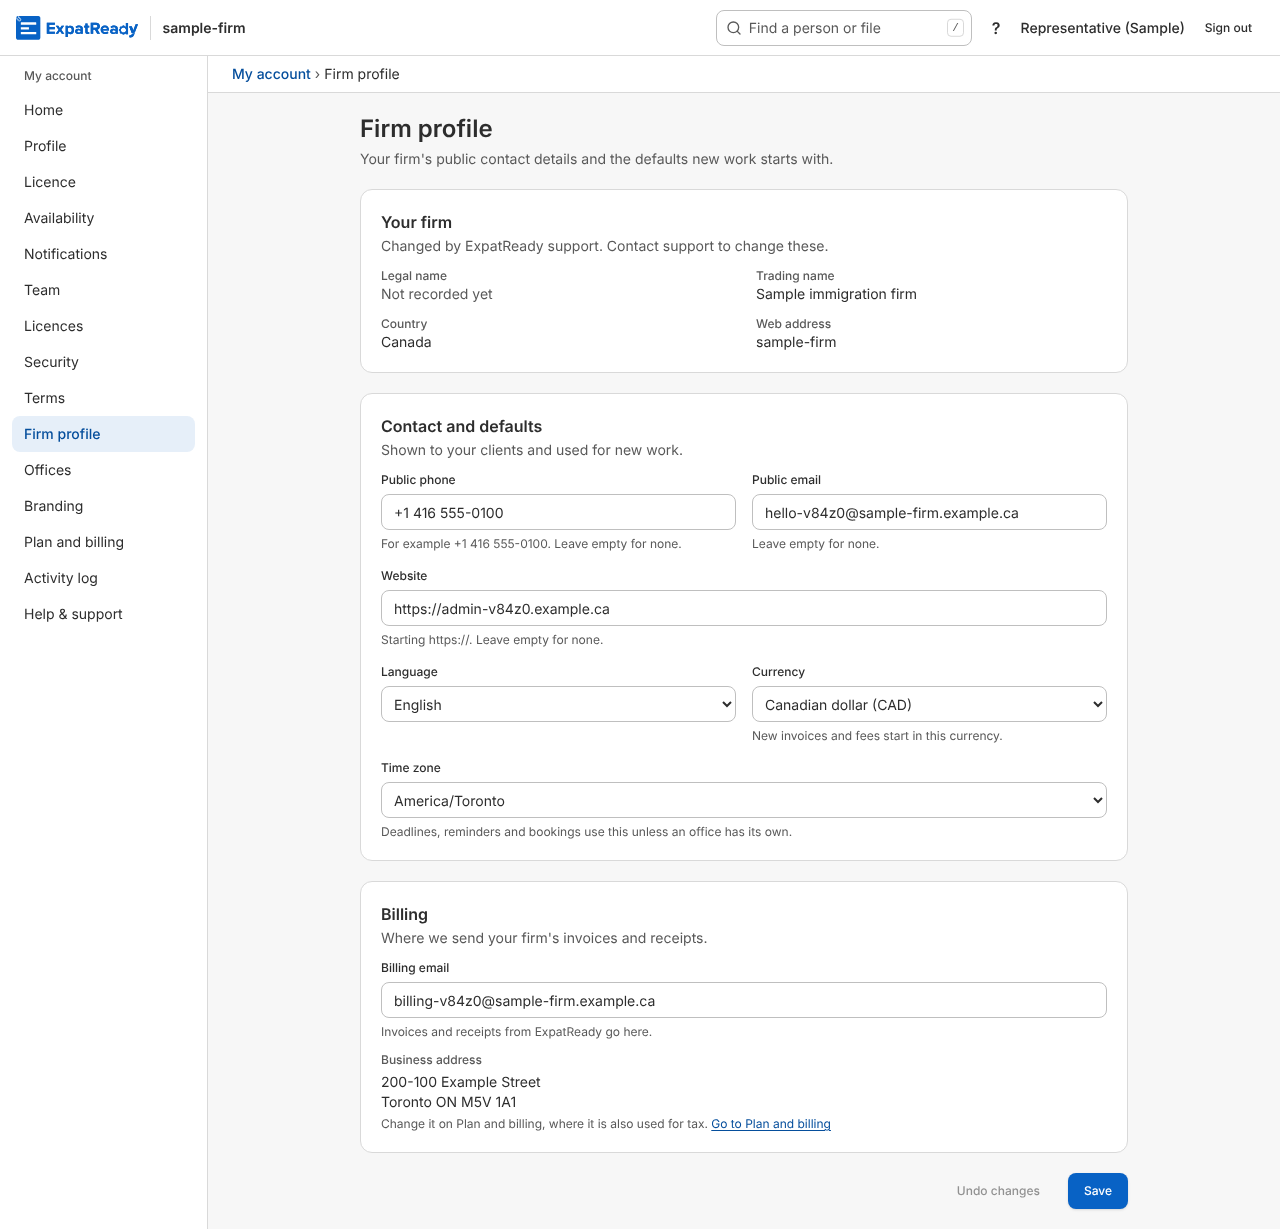 ExpatReady
sample-firm
Find a person or file
/
?
Representative (Sample)
Sign out
My account
Home
Profile
Licence
Availability
Notifications
Team
Licences
Security
Terms
Firm profile
Offices
Branding
Plan and billing
Activity log
Help & support
My account › Firm profile
Firm profile
Your firm's public contact details and the defaults new work starts with.
Your firm
Changed by ExpatReady support. Contact support to change these.
Legal name
Not recorded yet
Trading name
Sample immigration firm
Country
Canada
Web address
sample-firm
Contact and defaults
Shown to your clients and used for new work.
Public phone
+1 416 555-0100
For example +1 416 555-0100. Leave empty for none.
Public email
hello-v84z0@sample-firm.example.ca
Leave empty for none.
Website
https://admin-v84z0.example.ca
Starting https://. Leave empty for none.
Language
English
Currency
Canadian dollar (CAD)
New invoices and fees start in this currency.
Time zone
America/Toronto
Deadlines, reminders and bookings use this unless an office has its own.
Billing
Where we send your firm's invoices and receipts.
Billing email
billing-v84z0@sample-firm.example.ca
Invoices and receipts from ExpatReady go here.
Business address
200-100 Example Street
Toronto ON M5V 1A1
Change it on Plan and billing, where it is also used for tax. Go to Plan and billing
Undo changes
Save